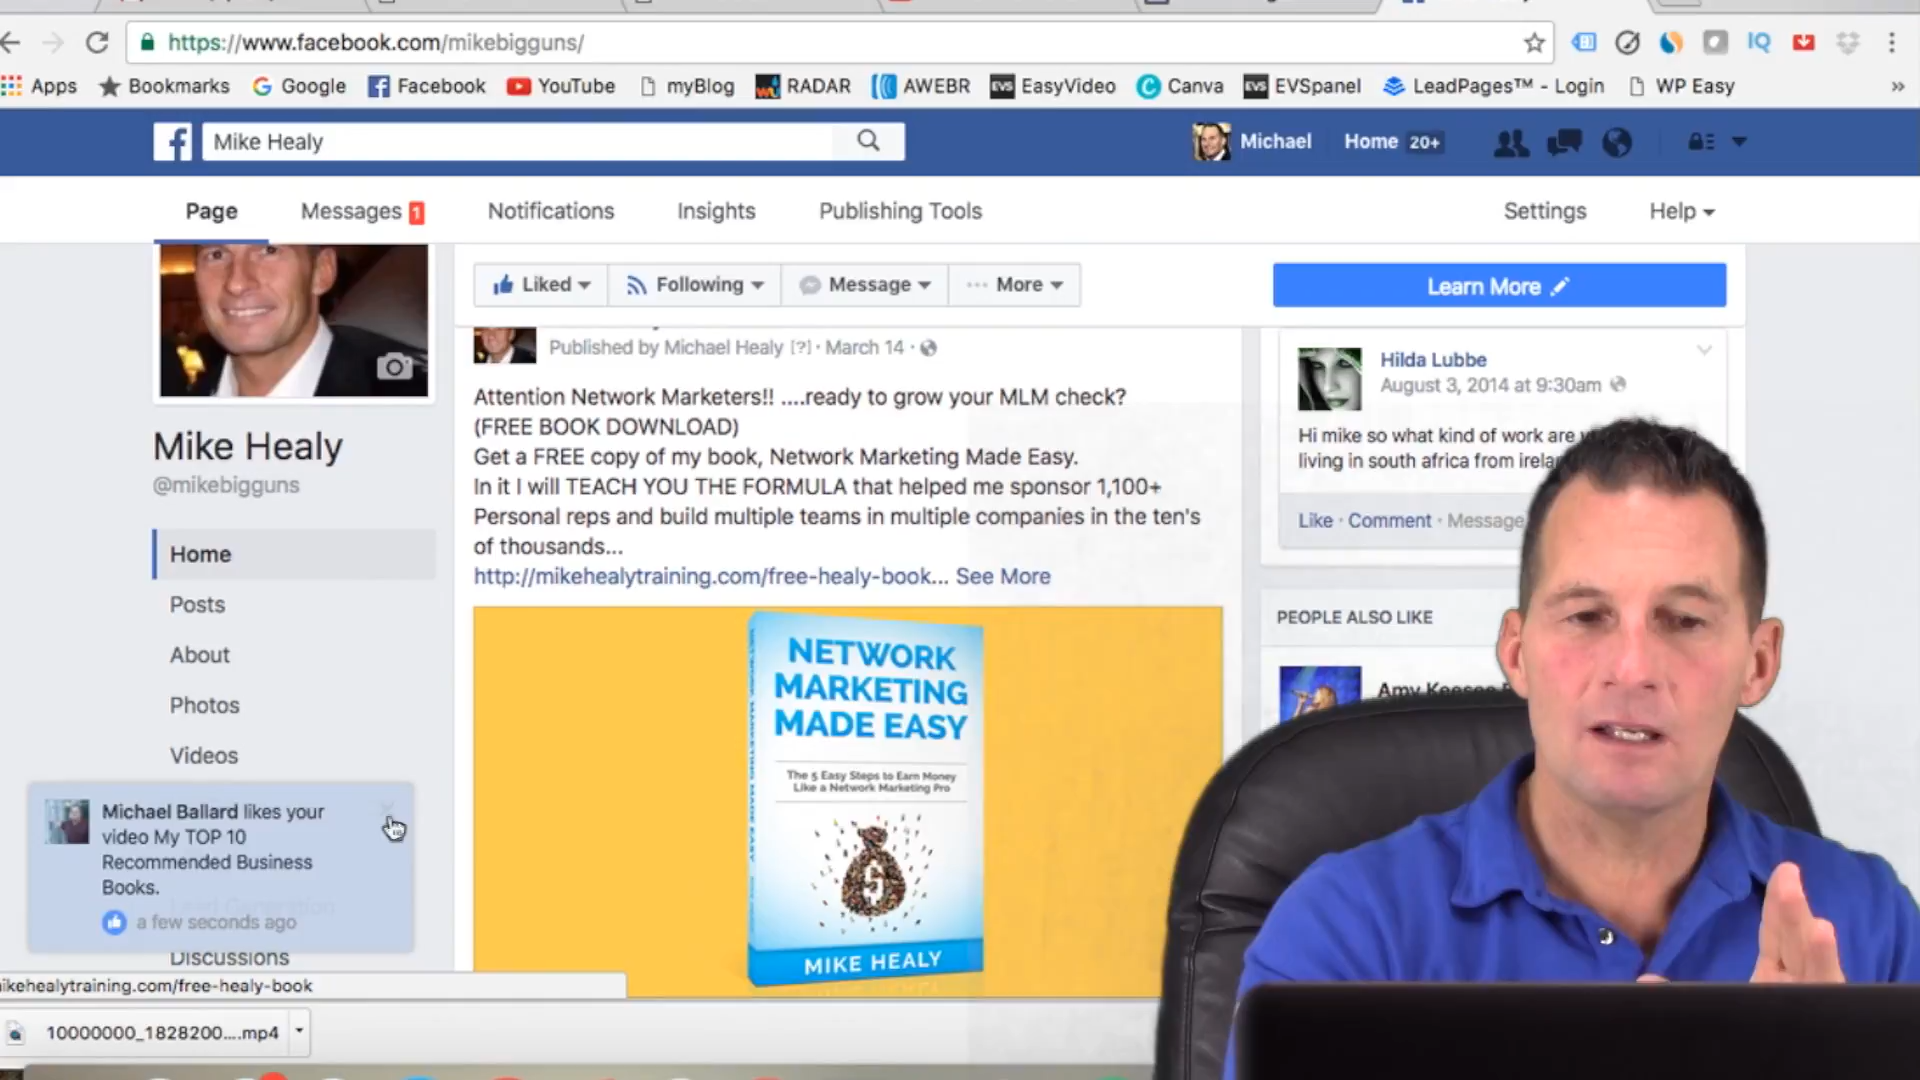 https://www.facebook.com/mikebigguns/
Apps Bookmarks Google Facebook YouTube myBlog RADAR AWEBR EasyVideo Canva EVSpanel LeadPages™ - Login WP Easy »
Mike Healy
Michael Home 20+
Page Messages 1 Notifications Insights Publishing Tools Settings Help
Liked Following Message More
Learn More
Published by Michael Healy [?] · March 14 ·
Attention Network Marketers!! ....ready to grow your MLM check?
(FREE BOOK DOWNLOAD)
Get a FREE copy of my book, Network Marketing Made Easy.
In it I will TEACH YOU THE FORMULA that helped me sponsor 1,100+
Personal reps and build multiple teams in multiple companies in the ten's
of thousands...
http://mikehealytraining.com/free-healy-book... See More
NETWORK
MARKETING
MADE EASY
The 5 Easy Steps to Earn Money
Like a Network Marketing Pro
$
MIKE HEALY
NETWORK MARKETING MADE EASY
Mike Healy
@mikebigguns
Home
Posts
About
Photos
Videos
Michael Ballard likes your
video My TOP 10
Recommended Business
Books.
a few seconds ago
Lead Generation
Discussions
Hilda Lubbe
August 3, 2014 at 9:30am
Hi mike so what kind of work are
living in south africa from
Like · Comment · Message
PEOPLE ALSO LIKE
Amy
ikehealytraining.com/free-healy-book
10000000_1828200....mp4